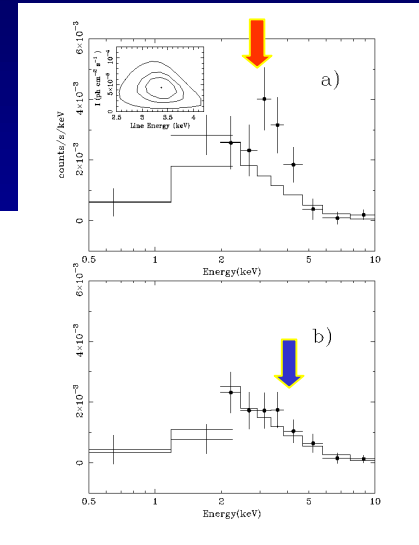 a)
counts/s/keV
6×10⁻³
4×10⁻³
2×10⁻³
0
I (ph cm⁻² s⁻¹)
10⁻⁴
5×10⁻⁵
0
2.5 3 3.5 4
Line Energy (keV)
0.5 1 2 5 10
Energy(keV)
b)
6×10⁻³
4×10⁻³
2×10⁻³
0
0.5 1 2 5 10
Energy(keV)